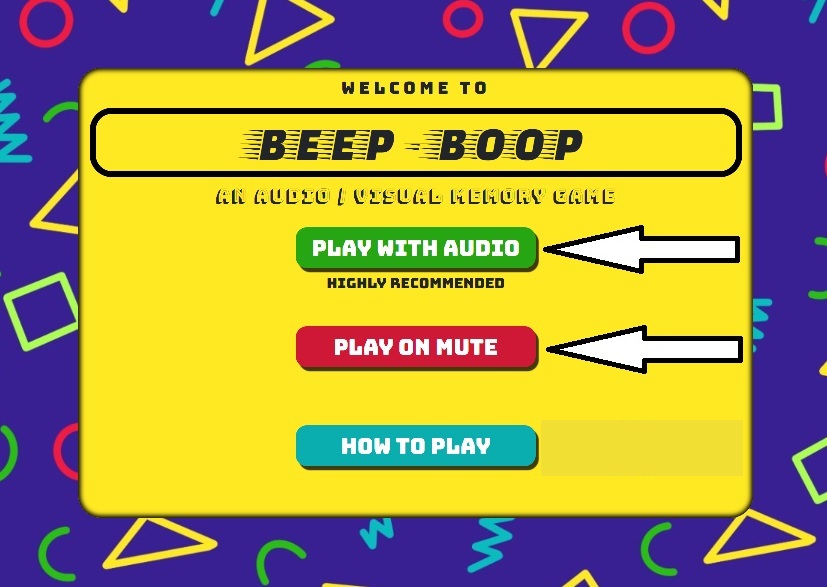 WELCOME TO
BEEP - BOOP
AN AUDIO / VISUAL MEMORY GAME
PLAY WITH AUDIO
HIGHLY RECOMMENDED
PLAY ON MUTE
HOW TO PLAY